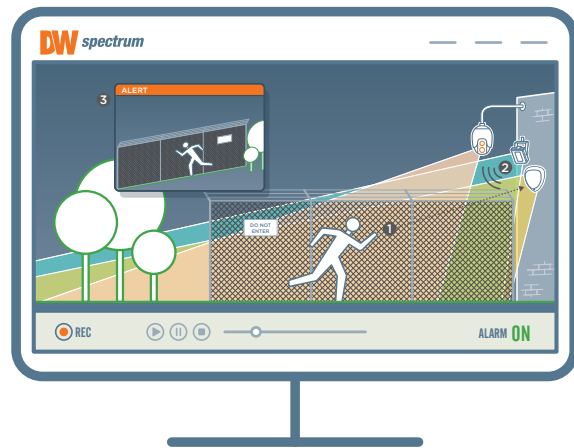 DW spectrum
3
ALERT
2
DO NOT
ENTER
1
REC
ALARM ON